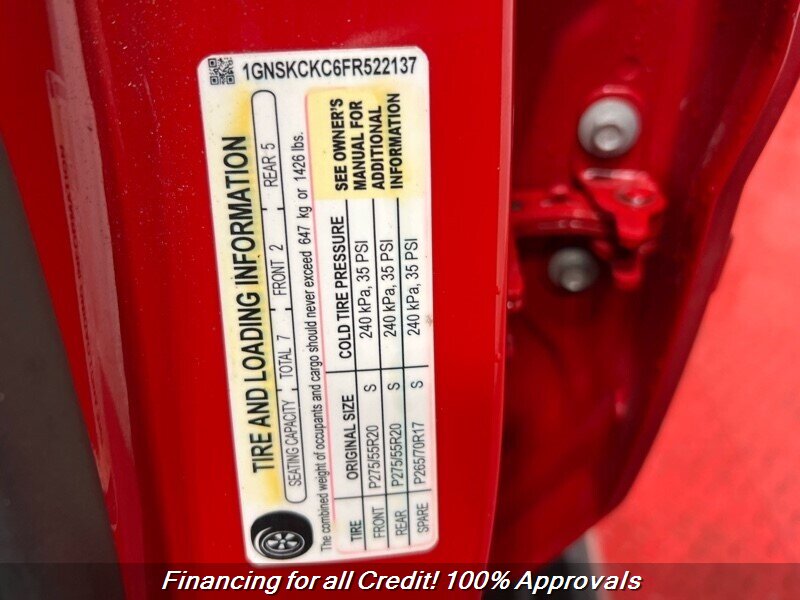 1GNSKCKC6FR522137
TIRE AND LOADING INFORMATION
SEATING CAPACITY TOTAL 7 FRONT 2 REAR 5
The combined weight of occupants and cargo should never exceed 647 kg or 1426 lbs.
TIRE ORIGINAL SIZE COLD TIRE PRESSURE
FRONT P275/55R20 S 240 kPa, 35 PSI
REAR P275/55R20 S 240 kPa, 35 PSI
SPARE P265/70R17 S 240 kPa, 35 PSI
SEE OWNER'S
MANUAL FOR
ADDITIONAL
INFORMATION
Financing for all Credit! 100% Approvals